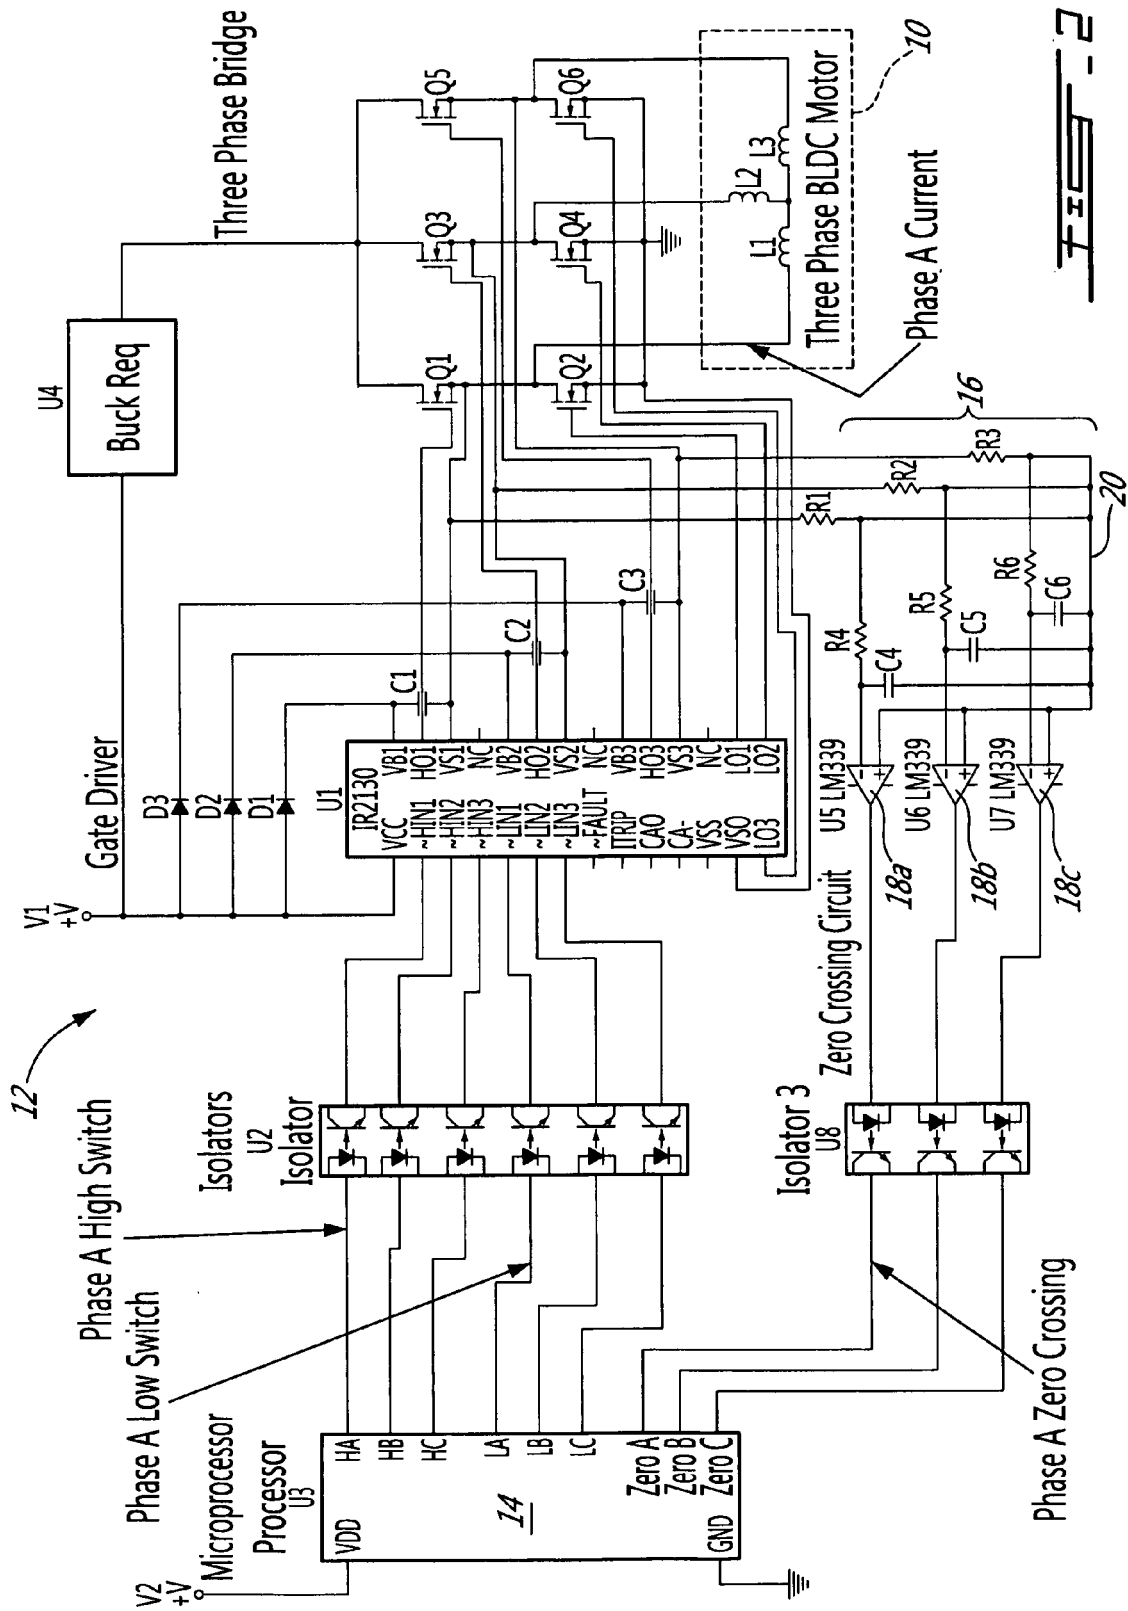 FIG-2
12
V2
+V
Microprocessor
Processor
U3
VDD
GND
14
HA
HB
HC
LA
LB
LC
Zero A
Zero B
Zero C
Phase A High Switch
Phase A Low Switch
Phase A Zero Crossing
Isolators
U2
Isolator
Isolator 3
U8
Zero Crossing Circuit
V1
+V
Gate Driver
D3
D2
D1
U1
IR2130
VCC
~HIN1
~HIN2
~HIN3
~LIN1
~LIN2
~LIN3
~FAULT
ITRIP
CAO
CA-
VSS
VSO
LO3
VB1
HO1
VS1
NC
VB2
HO2
VS2
NC
VB3
HO3
VS3
NC
LO1
LO2
C1
C2
C3
U4
Buck Req
Three Phase Bridge
Q1
Q3
Q5
Q2
Q4
Q6
L1
L2
L3
Three Phase BLDC Motor
10
Phase A Current
16
R1
R2
R3
R4
R5
R6
C4
C5
C6
20
U5 LM339
U6 LM339
U7 LM339
-
+
-
+
-
+
18a
18b
18c